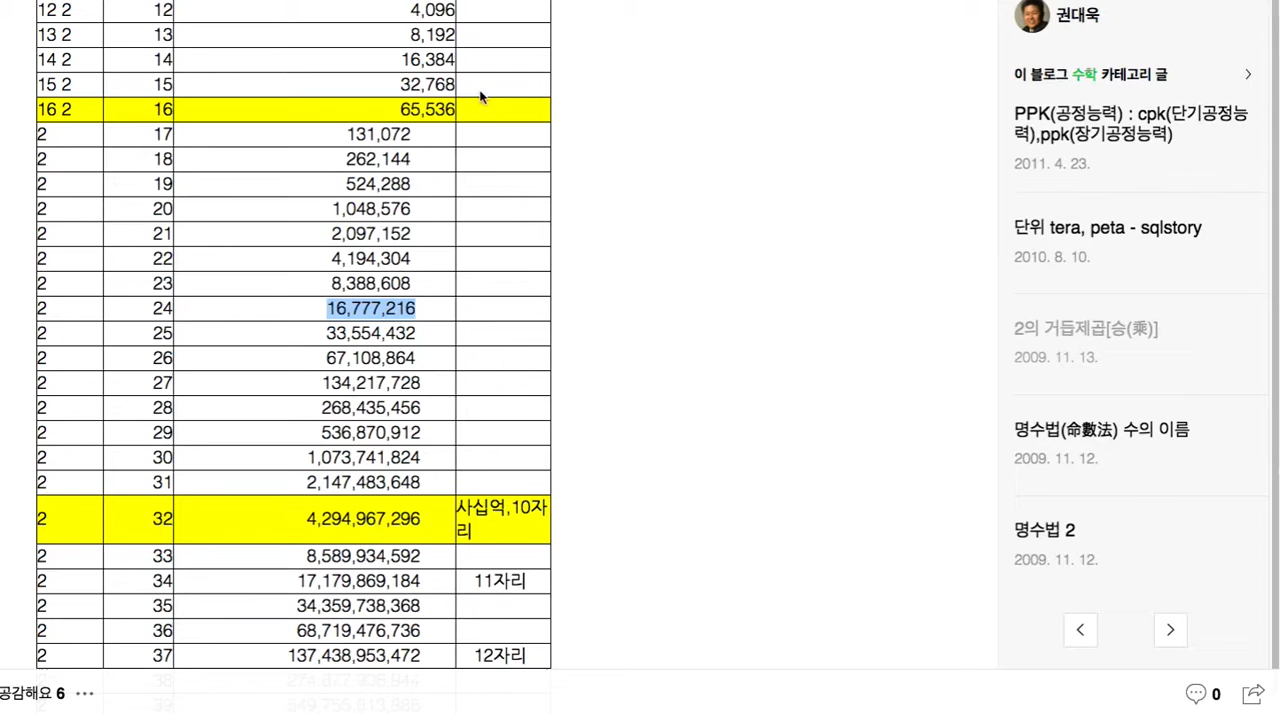 12 2 12 4,096
13 2 13 8,192
14 2 14 16,384
15 2 15 32,768
16 2 16 65,536
2 17 131,072
2 18 262,144
2 19 524,288
2 20 1,048,576
2 21 2,097,152
2 22 4,194,304
2 23 8,388,608
2 24 16,777,216
2 25 33,554,432
2 26 67,108,864
2 27 134,217,728
2 28 268,435,456
2 29 536,870,912
2 30 1,073,741,824
2 31 2,147,483,648
2 32 4,294,967,296 사십억,10자
리
2 33 8,589,934,592
2 34 17,179,869,184 11자리
2 35 34,359,738,368
2 36 68,719,476,736
2 37 137,438,953,472 12자리
공감해요 6
권대욱
이 블로그 수학 카테고리 글
PPK(공정능력) : cpk(단기공정능
력),ppk(장기공정능력)
2011. 4. 23.
단위 tera, peta - sqlstory
2010. 8. 10.
2의 거듭제곱[승(乘)]
2009. 11. 13.
명수법(命數法) 수의 이름
2009. 11. 12.
명수법 2
2009. 11. 12.
0